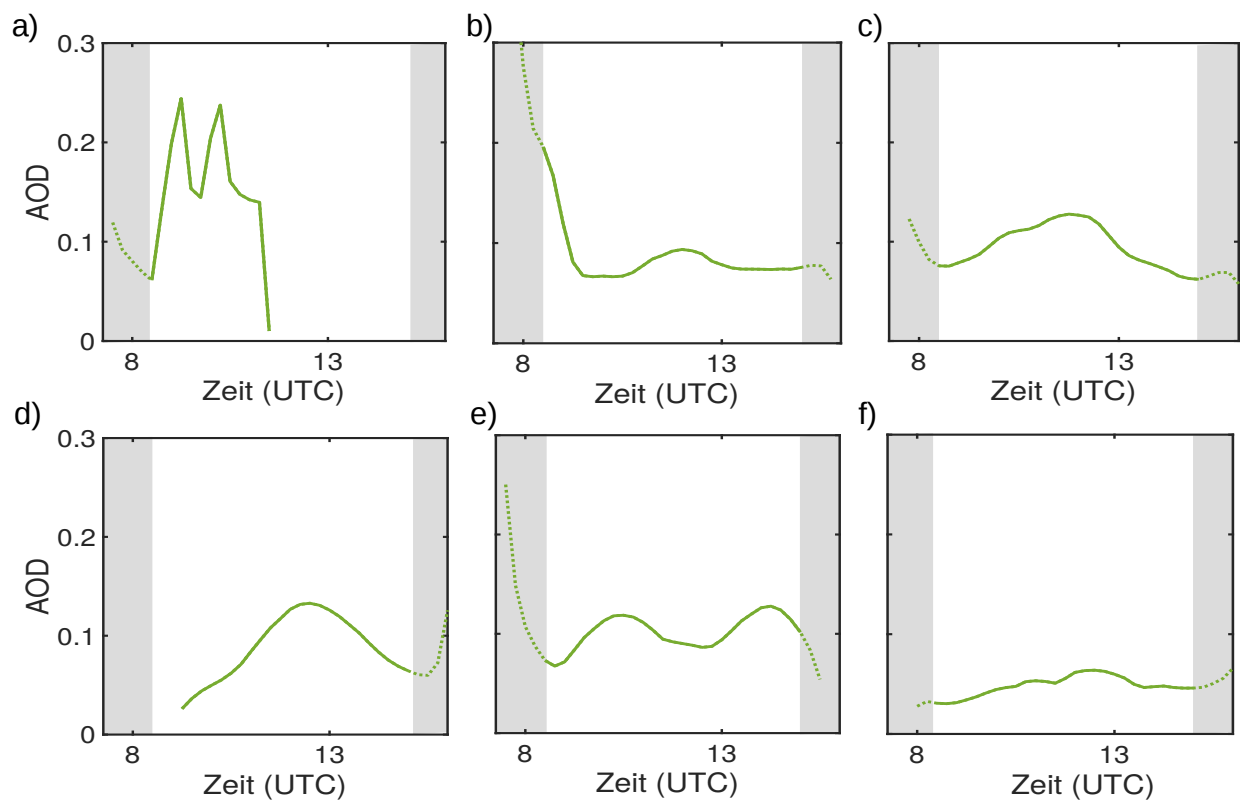 a)
b)
c)
0.3
0.2
0.1
0
AOD
8
13
Zeit (UTC)
8
13
Zeit (UTC)
8
13
Zeit (UTC)
d)
e)
f)
0.3
0.2
0.1
0
AOD
8
13
Zeit (UTC)
8
13
Zeit (UTC)
8
13
Zeit (UTC)